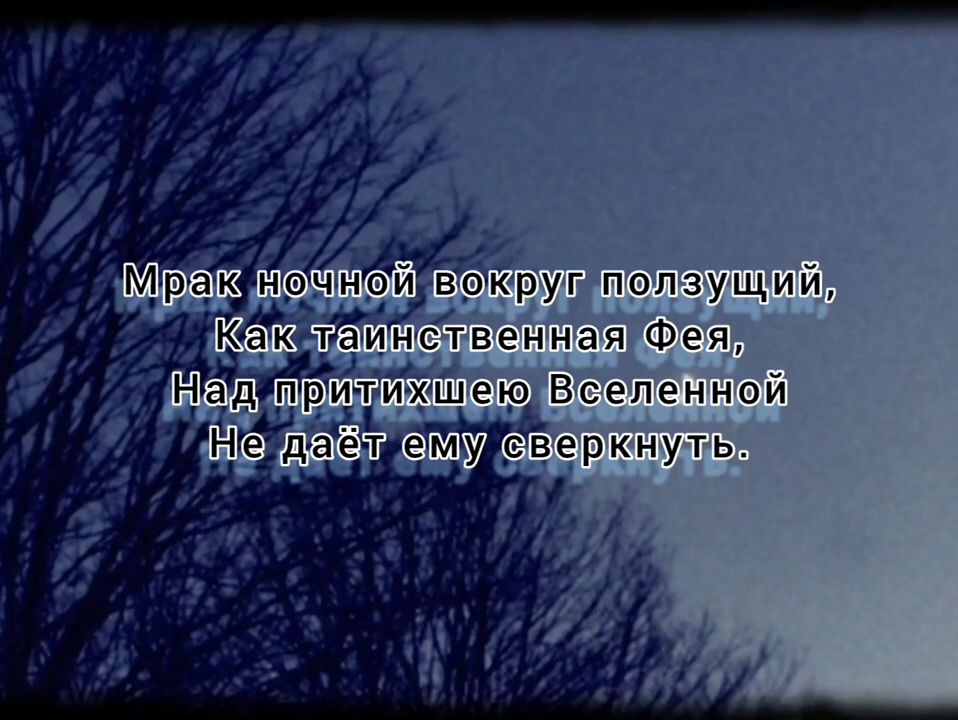 Мрак ночной вокруг ползущий,
Как таинственная Фея,
Над притихшею Вселенной
Не даёт ему сверкнуть.